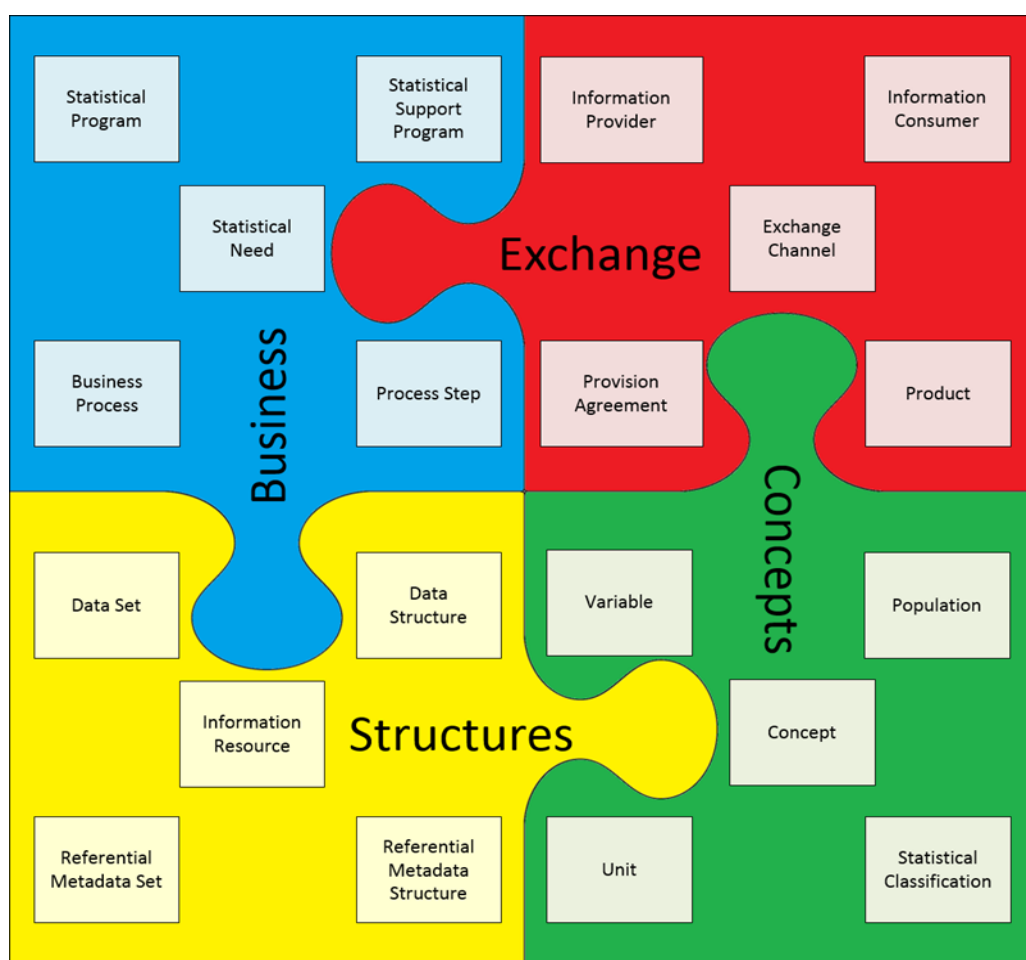 Statistical
Program
Statistical
Support
Program
Statistical
Need
Business
Process
Process Step
Business
Information
Provider
Information
Consumer
Exchange
Channel
Exchange
Provision
Agreement
Product
Data Set
Data
Structure
Information
Resource
Structures
Referential
Metadata Set
Referential
Metadata
Structure
Variable
Population
Concepts
Concept
Unit
Statistical
Classification